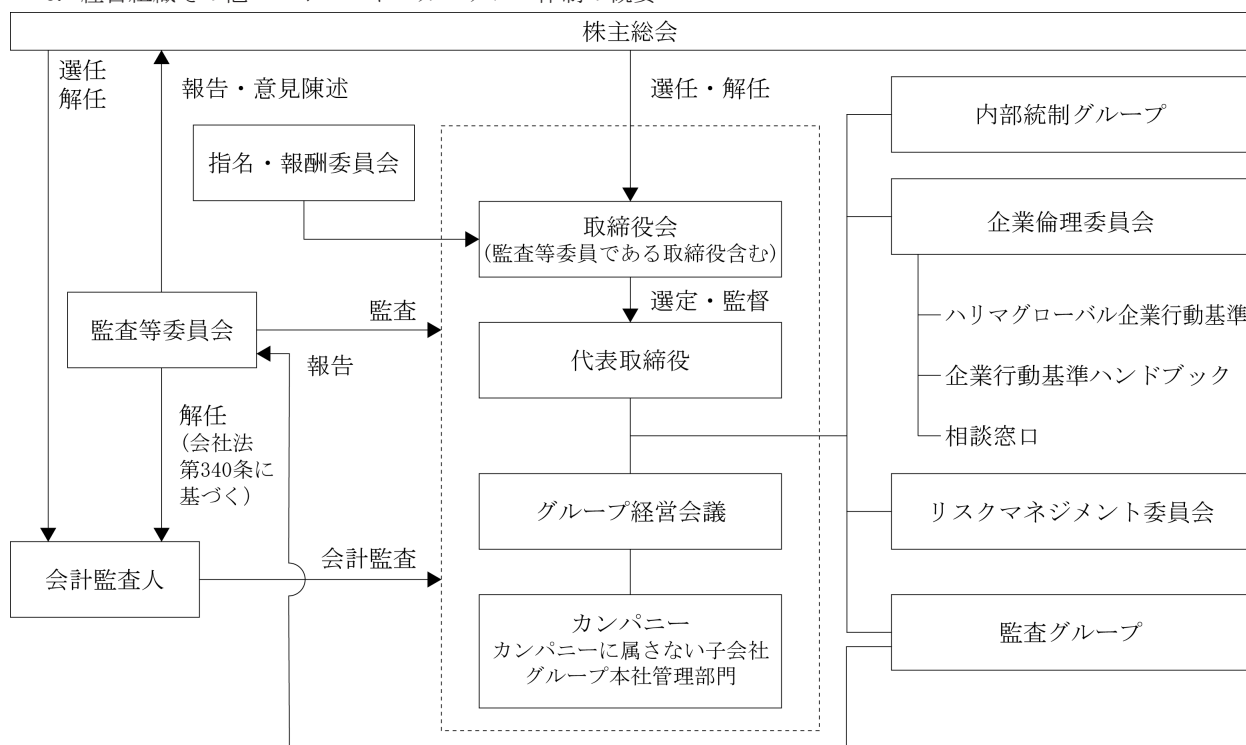 株主総会
選任
解任
報告・意見陳述
選任・解任
内部統制グループ
指名・報酬委員会
企業倫理委員会
取締役会
(監査等委員である取締役含む)
選定・監督
監査等委員会
監査
ハリマグローバル企業行動基準
代表取締役
報告
企業行動基準ハンドブック
解任
(会社法
第340条に
基づく)
相談窓口
グループ経営会議
リスクマネジメント委員会
会計監査人
会計監査
カンパニー
カンパニーに属さない子会社
グループ本社管理部門
監査グループ